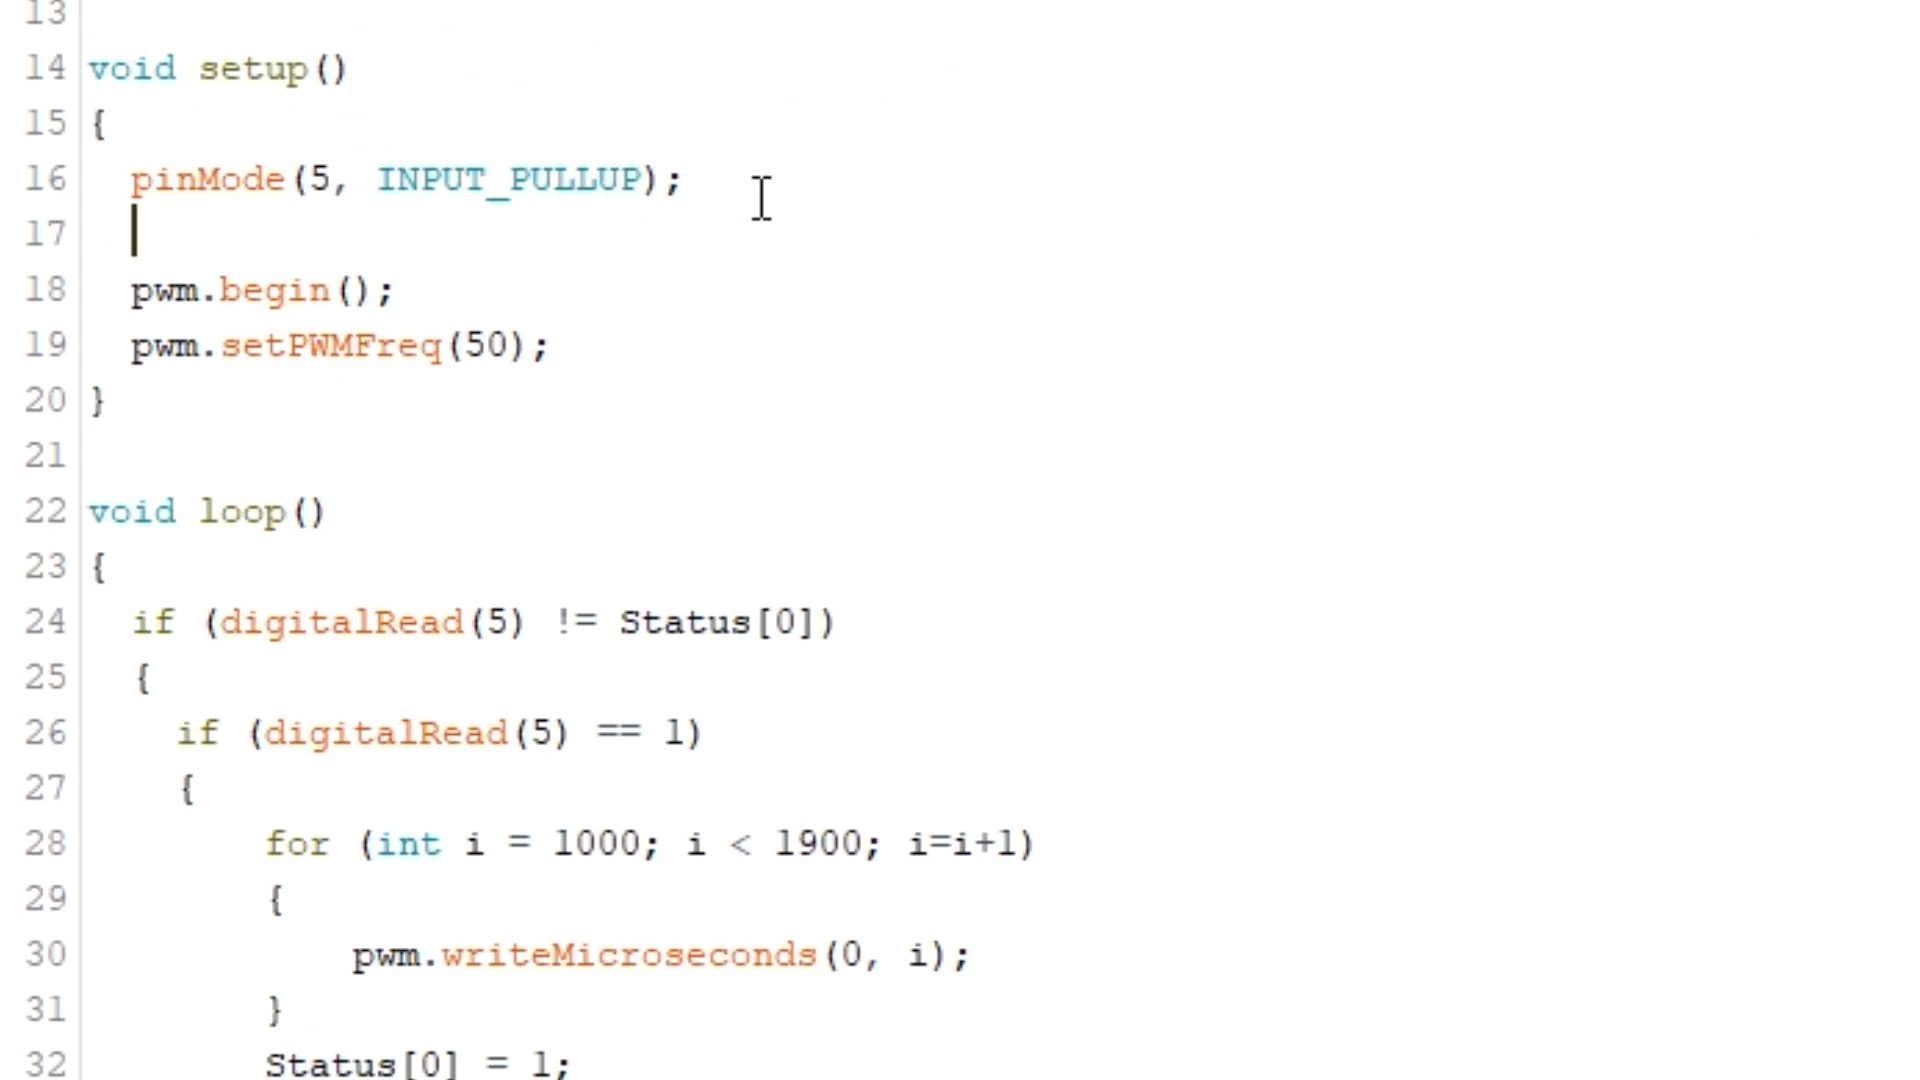 13
14 void setup()
15 {
16 pinMode(5, INPUT_PULLUP);
17
18 pwm.begin();
19 pwm.setPWMFreq(50);
20 }
21
22 void loop()
23 {
24 if (digitalRead(5) != Status[0])
25 {
26 if (digitalRead(5) == 1)
27 {
28 for (int i = 1000; i < 1900; i=i+1)
29 {
30 pwm.writeMicroseconds(0, i);
31 }
32 Status[0] = 1;